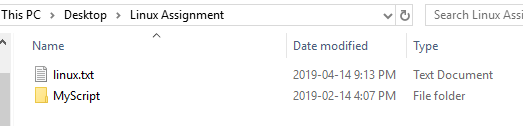 This PC > Desktop > Linux Assignment
Search Linux Assi
Name
Date modified
Type
linux.txt
2019-04-14 9:13 PM
Text Document
MyScript
2019-02-14 4:07 PM
File folder